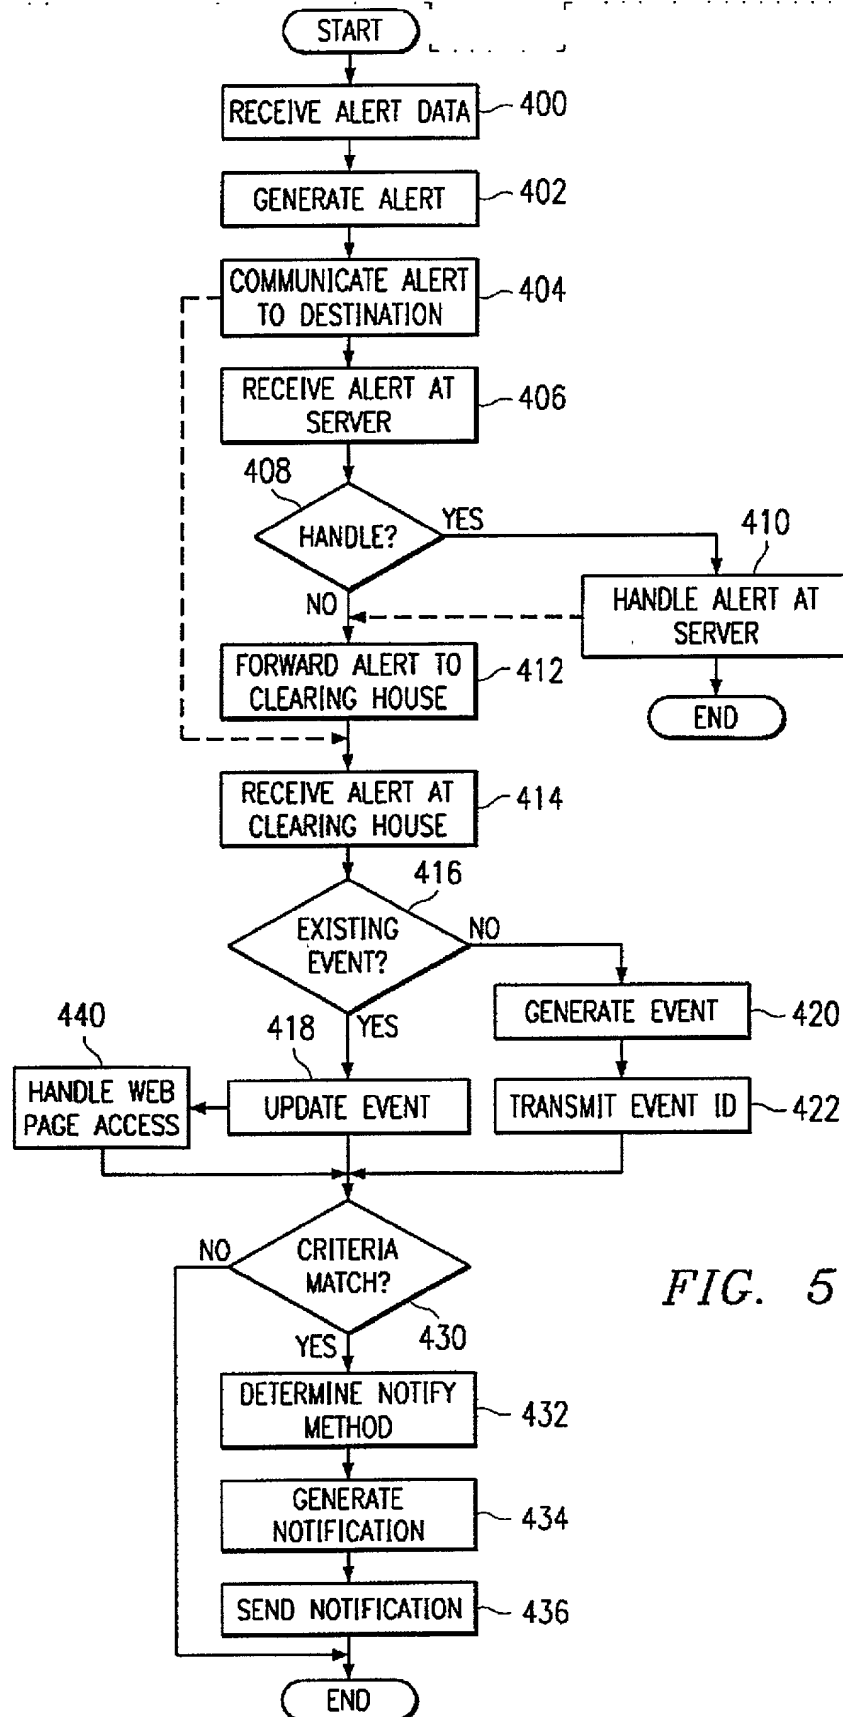 START
RECEIVE ALERT DATA
400
GENERATE ALERT
402
COMMUNICATE ALERT
TO DESTINATION
404
RECEIVE ALERT AT
SERVER
406
408
HANDLE?
YES
NO
410
HANDLE ALERT AT
SERVER
END
FORWARD ALERT TO
CLEARING HOUSE
412
RECEIVE ALERT AT
CLEARING HOUSE
414
416
EXISTING
EVENT?
NO
YES
GENERATE EVENT
420
440
HANDLE WEB
PAGE ACCESS
418
UPDATE EVENT
TRANSMIT EVENT ID
422
NO
CRITERIA
MATCH?
430
YES
FIG. 5
DETERMINE NOTIFY
METHOD
432
GENERATE
NOTIFICATION
434
SEND NOTIFICATION
436
END